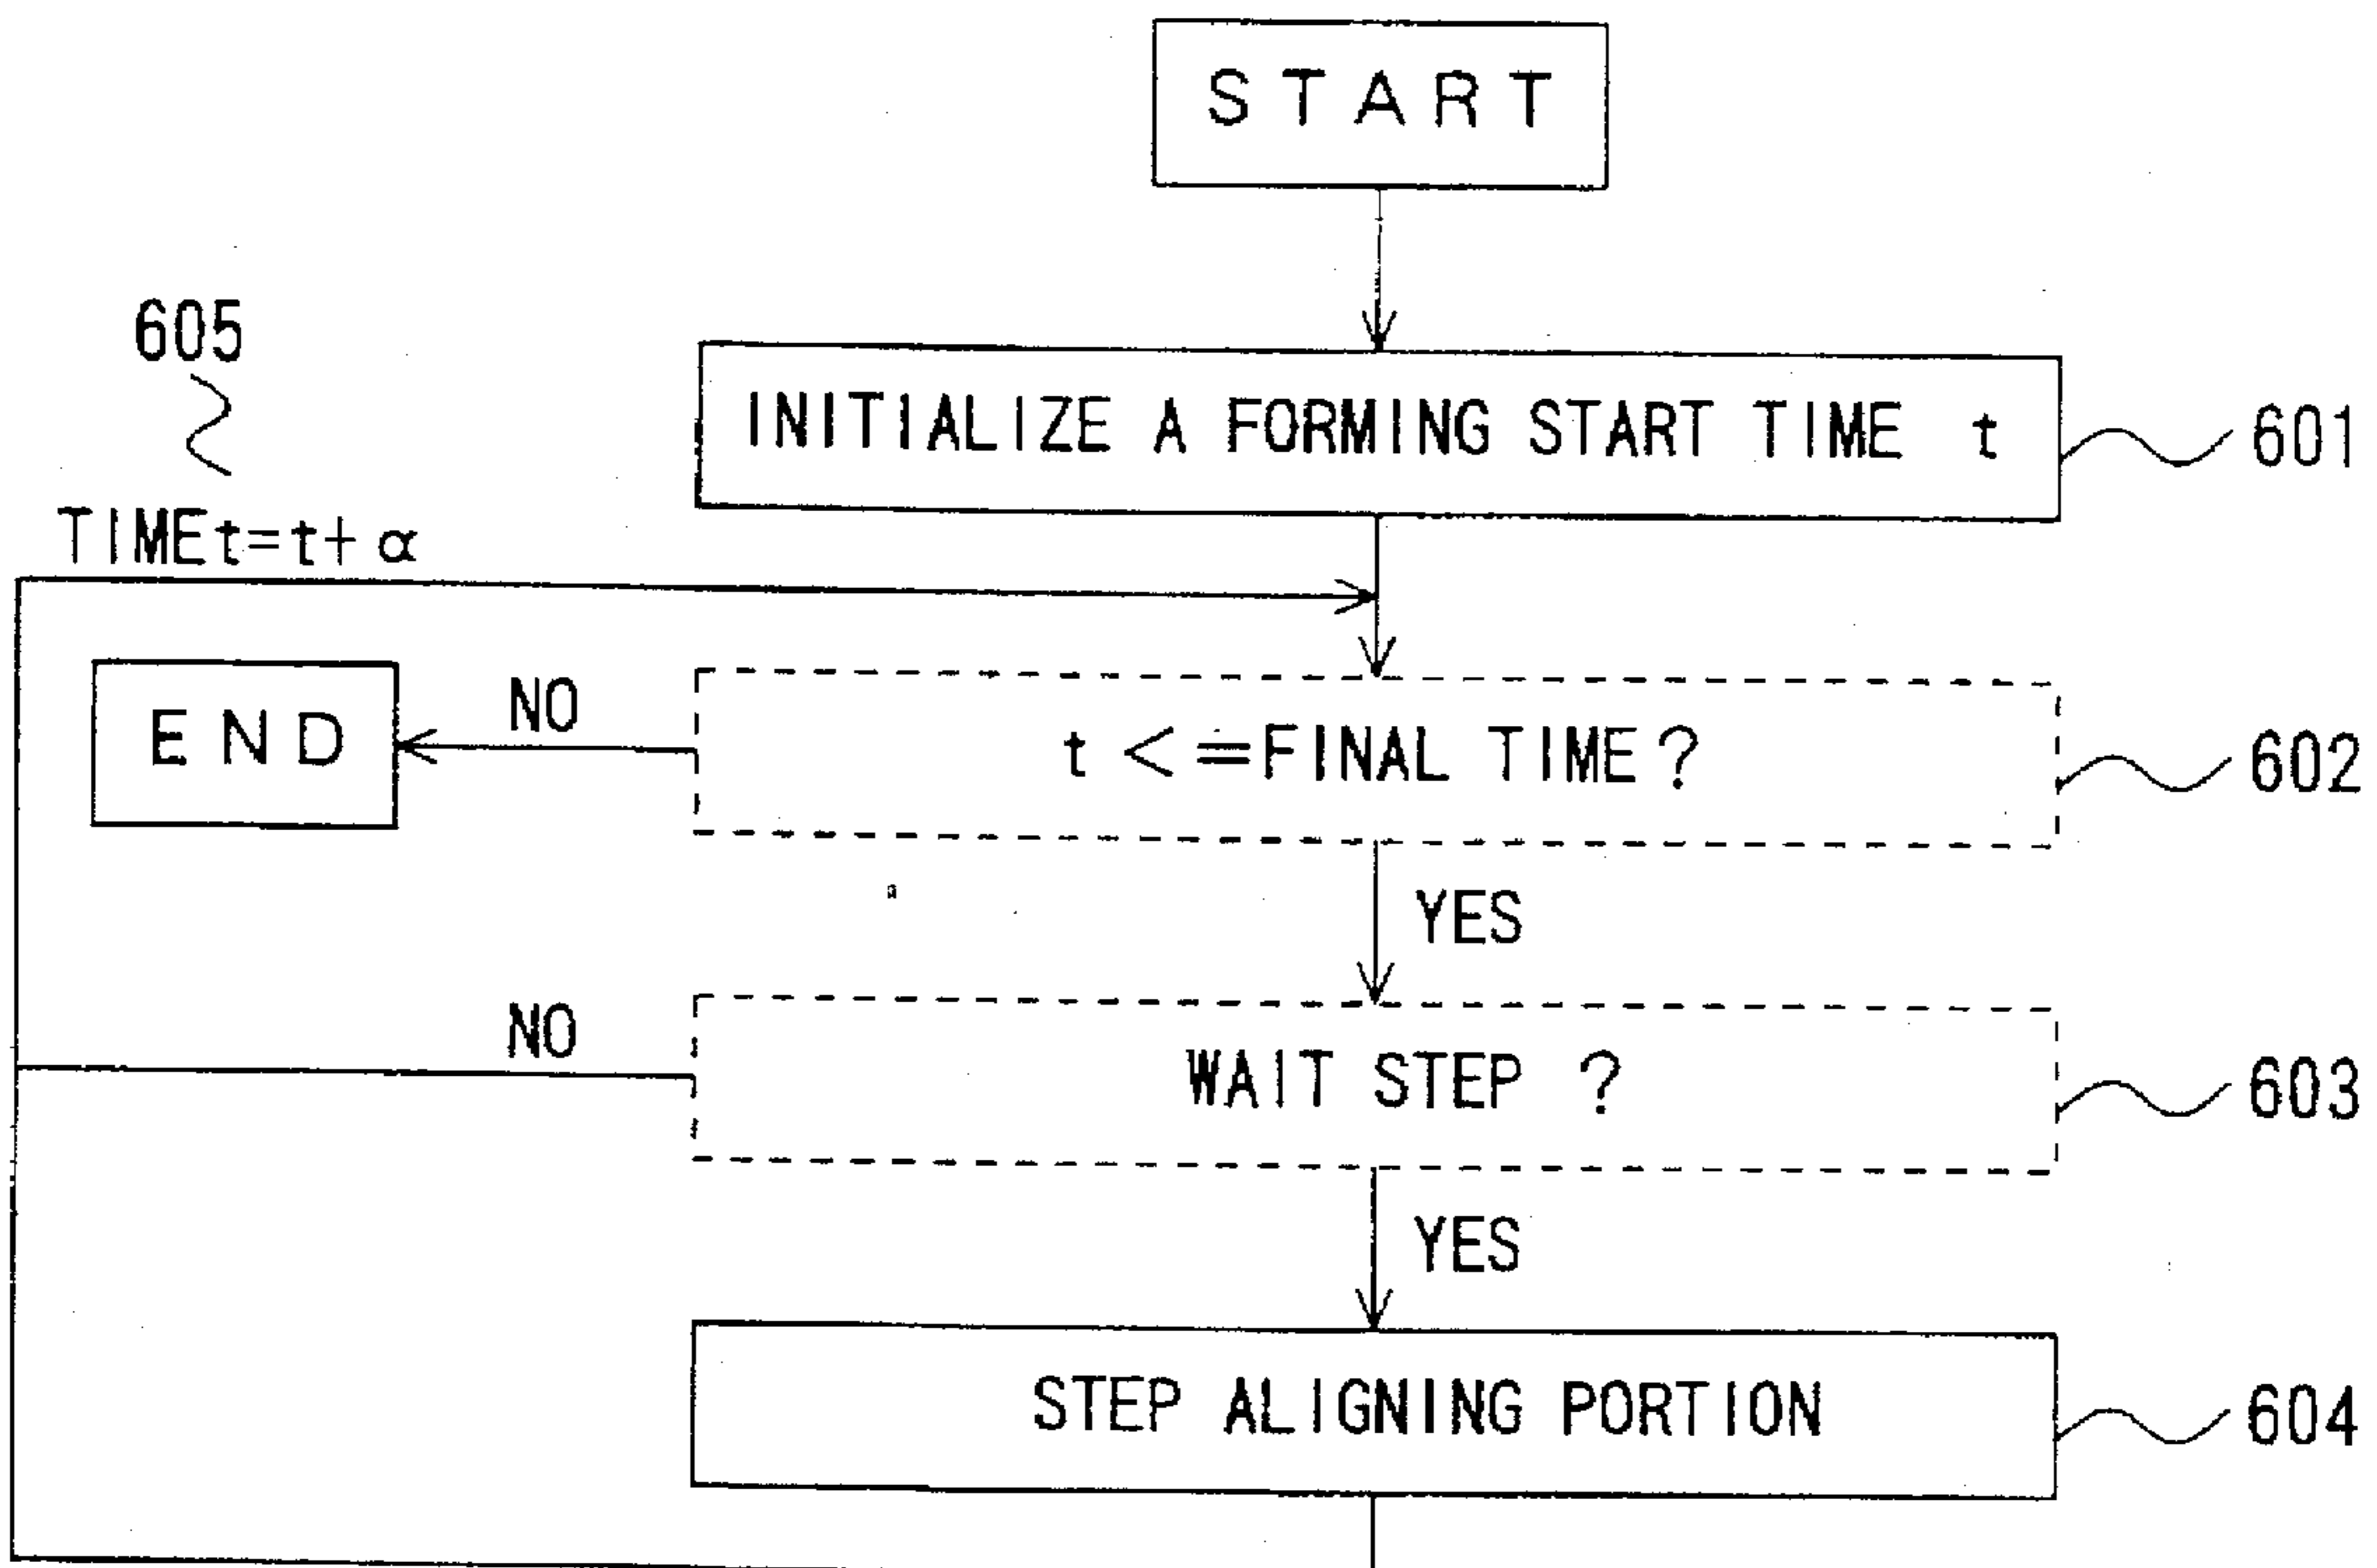 START
605
INITIALIZE A FORMING START TIME t
601
TIMEt=t+α
END
NO
t <=FINAL TIME?
602
YES
NO
WAIT STEP ?
603
YES
STEP ALIGNING PORTION
604